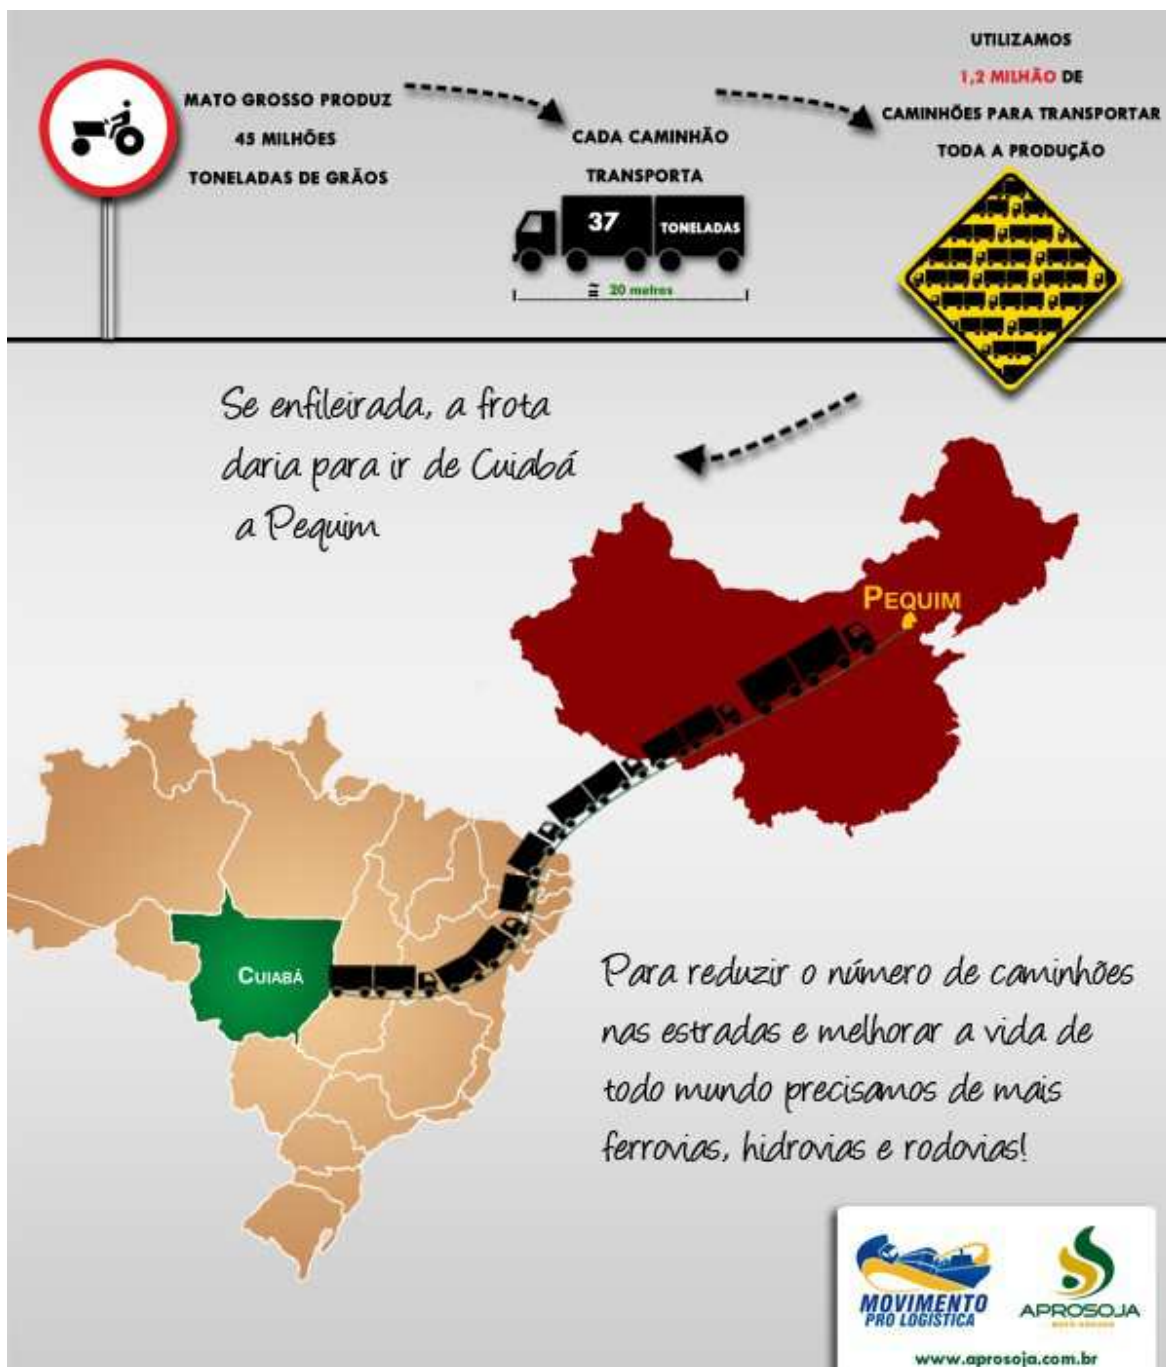 MATO GROSSO PRODUZ
45 MILHÕES
TONELADAS DE GRÃOS
CADA CAMINHÃO
TRANSPORTA
37 TONELADAS
≅ 20 metros
UTILIZAMOS
1,2 MILHÃO DE
CAMINHÕES PARA TRANSPORTAR
TODA A PRODUÇÃO
Se enfileirada, a frota
daria para ir de Cuiabá
a Pequim
PEQUIM
CUIABÁ
Para reduzir o número de caminhões
nas estradas e melhorar a vida de
todo mundo precisamos de mais
ferrovias, hidrovias e rodovias!
MOVIMENTO
PRÓ LOGÍSTICA
APROSOJA
MATO GROSSO
www.aprosoja.com.br